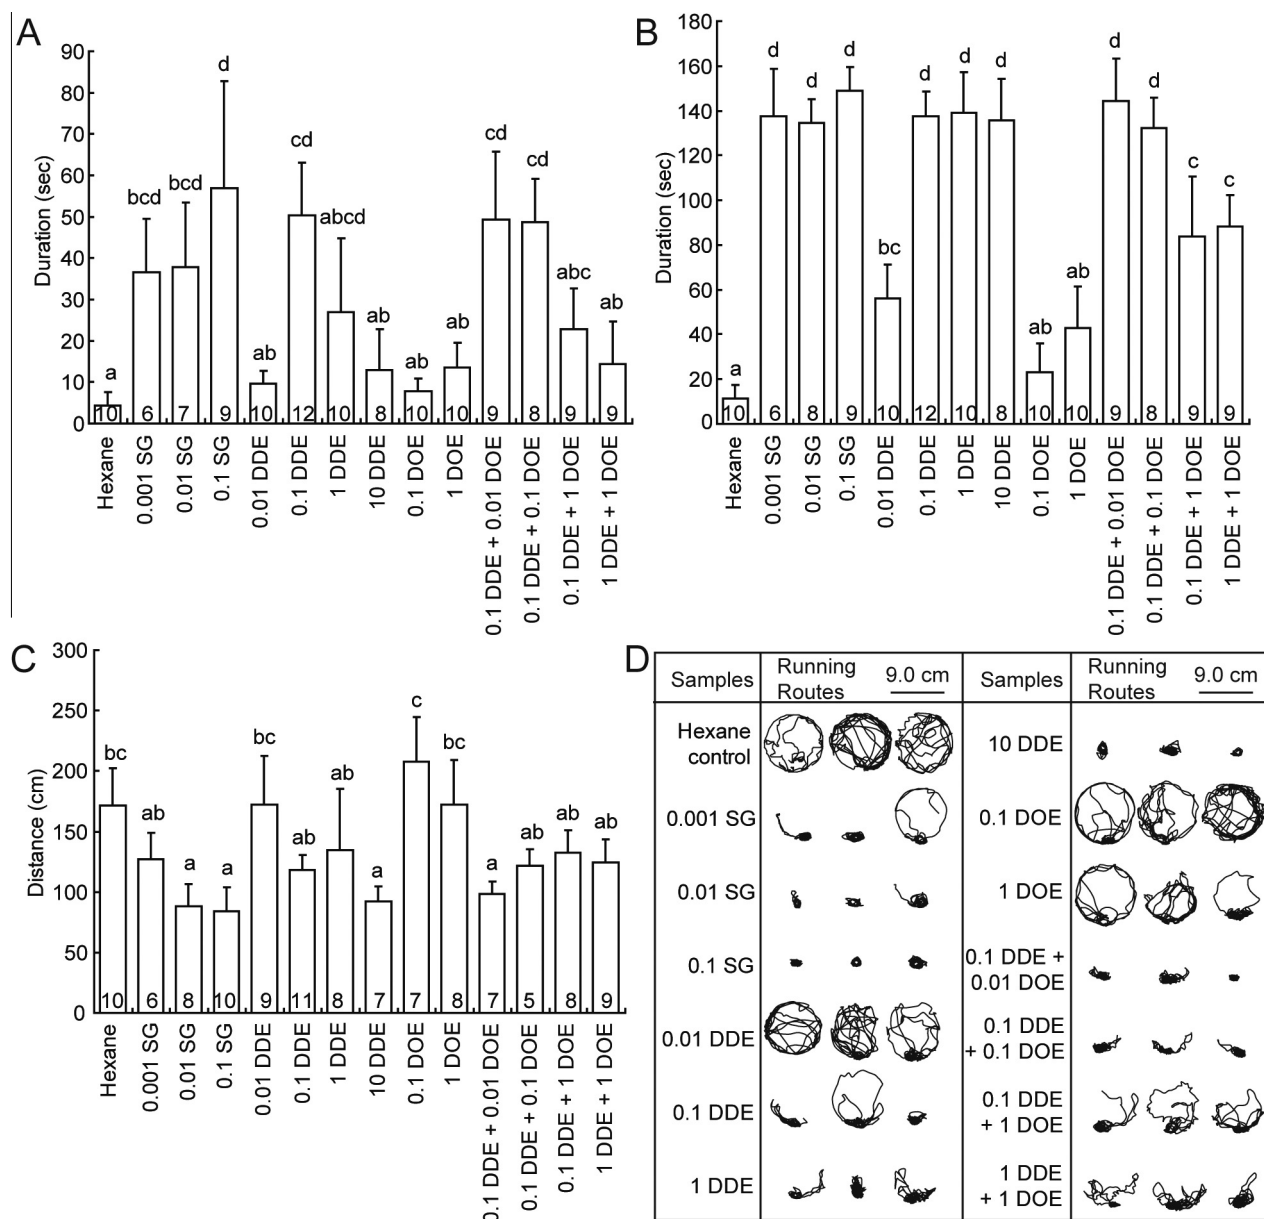 A
90
80
70
60
50
40
30
20
10
0
Duration (sec)
a
bcd
bcd
d
ab
cd
abcd
ab
ab
ab
cd
cd
abc
ab
10
6
7
9
10
12
10
8
10
10
9
8
9
9
Hexane
0.001 SG
0.01 SG
0.1 SG
0.01 DDE
0.1 DDE
1 DDE
10 DDE
0.1 DOE
1 DOE
0.1 DDE + 0.01 DOE
0.1 DDE + 0.1 DOE
0.1 DDE + 1 DOE
1 DDE + 1 DOE
B
180
160
140
120
100
80
60
40
20
0
Duration (sec)
a
d
d
d
bc
d
d
d
ab
ab
d
d
c
c
10
6
8
9
10
12
10
8
10
10
9
8
9
9
Hexane
0.001 SG
0.01 SG
0.1 SG
0.01 DDE
0.1 DDE
1 DDE
10 DDE
0.1 DOE
1 DOE
0.1 DDE + 0.01 DOE
0.1 DDE + 0.1 DOE
0.1 DDE + 1 DOE
1 DDE + 1 DOE
C
300
250
200
150
100
50
0
Distance (cm)
bc
ab
a
a
bc
ab
ab
a
c
bc
a
ab
ab
ab
10
6
8
10
9
11
8
7
7
8
7
5
8
9
Hexane
0.001 SG
0.01 SG
0.1 SG
0.01 DDE
0.1 DDE
1 DDE
10 DDE
0.1 DOE
1 DOE
0.1 DDE + 0.01 DOE
0.1 DDE + 0.1 DOE
0.1 DDE + 1 DOE
1 DDE + 1 DOE
D
Samples
Running
Routes
9.0 cm
Hexane
control
0.001 SG
0.01 SG
0.1 SG
0.01 DDE
0.1 DDE
1 DDE
Samples
Running
Routes
9.0 cm
10 DDE
0.1 DOE
1 DOE
0.1 DDE +
0.01 DOE
0.1 DDE
+ 0.1 DOE
0.1 DDE
+ 1 DOE
1 DDE
+ 1 DOE